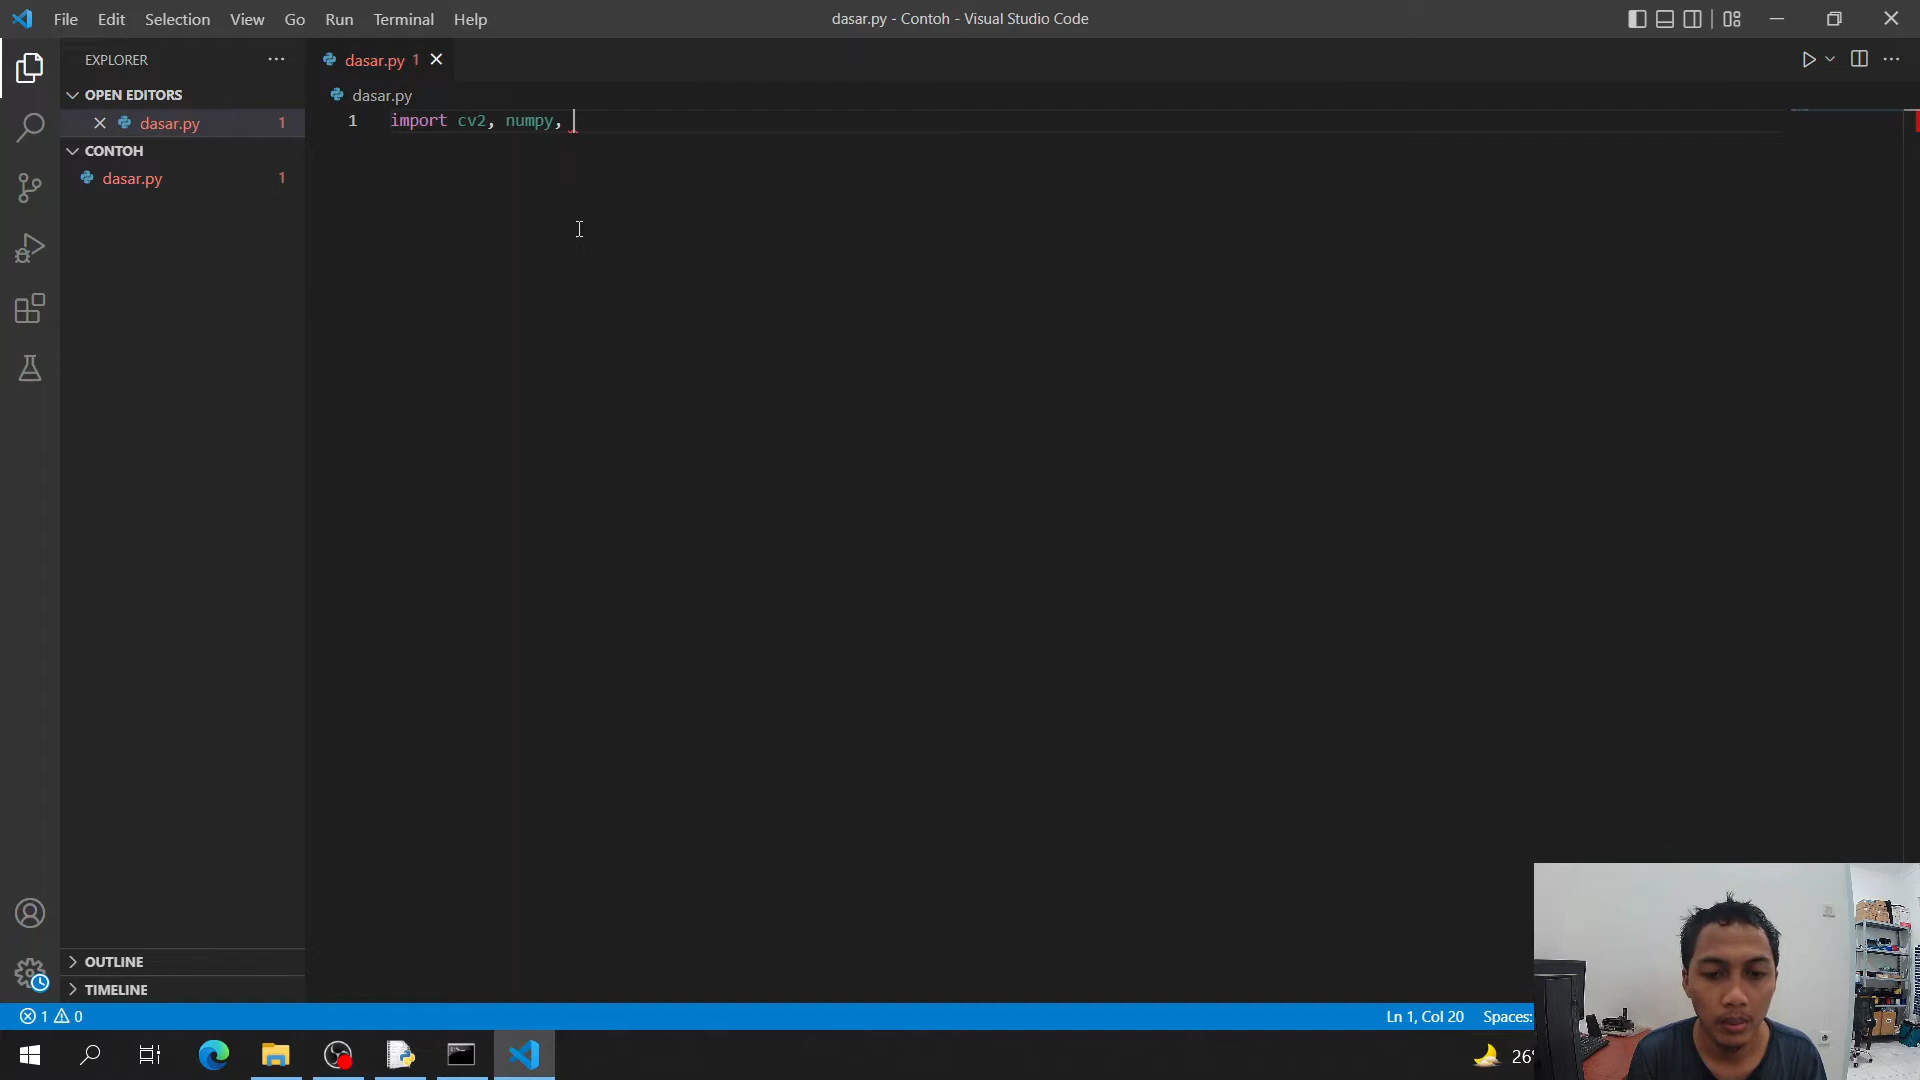 File Edit Selection View Go Run Terminal Help
dasar.py - Contoh - Visual Studio Code
EXPLORER
OPEN EDITORS
dasar.py 1
CONTOH
dasar.py 1
OUTLINE
TIMELINE
dasar.py 1
dasar.py
1 import cv2, numpy,
1 0
Ln 1, Col 20 Spaces:
26°